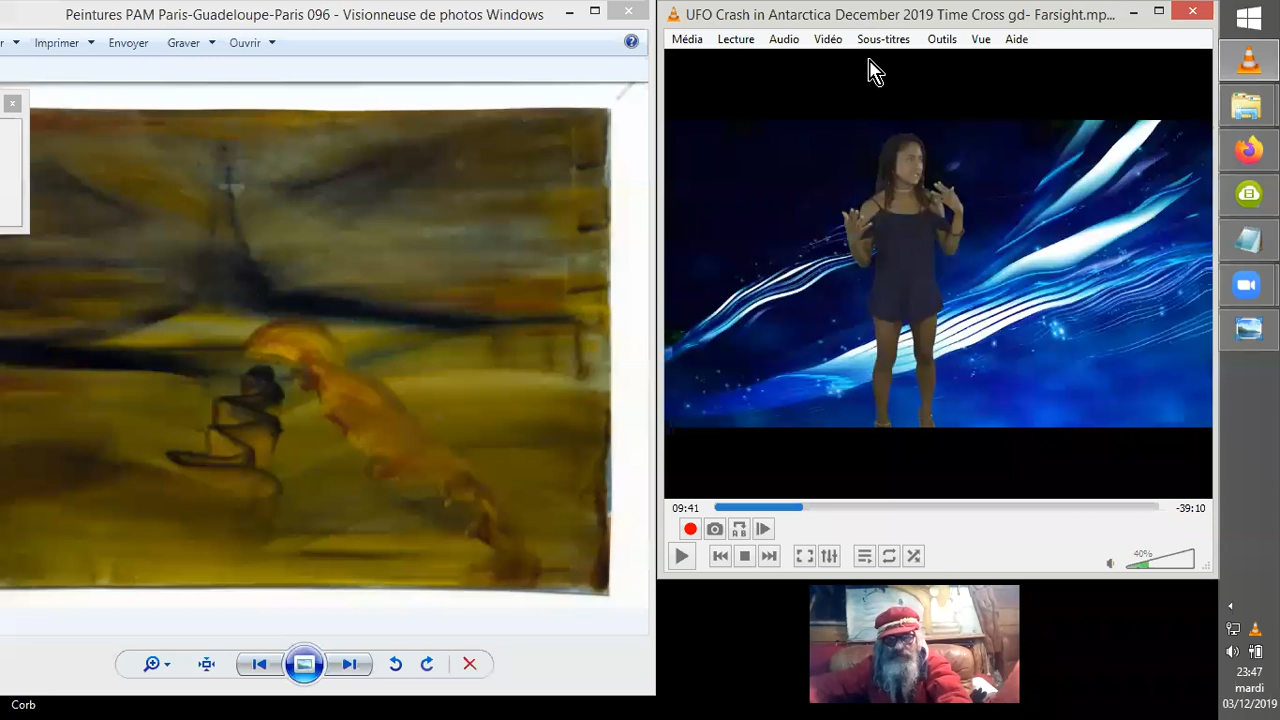 Peintures PAM Paris-Guadeloupe-Paris 096 - Visionneuse de photos Windows
Imprimer Envoyer Graver Ouvrir
UFO Crash in Antarctica December 2019 Time Cross gd- Farsight.mp...
Média Lecture Audio Vidéo Sous-titres Outils Vue Aide
09:41 -39:10
A B
40%
Corb
23:47
mardi
03/12/2019